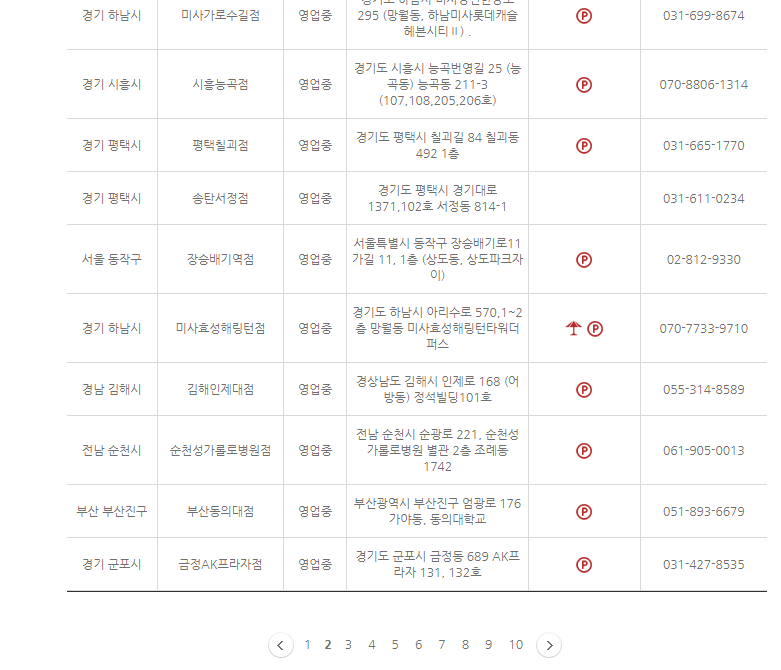 경기 하남시 미사가로수길점 영업중 295 (망월동, 하남미사롯데캐슬 031-699-8674
헤븐시티Ⅱ) .
경기도 시흥시 능곡번영길 25 (능
경기 시흥시 시흥능곡점 영업중 곡동) 능곡동 211-3 P 070-8806-1314
(107,108,205,206호)
경기 평택시 평택칠괴점 영업중 경기도 평택시 칠괴길 84 칠괴동 P 031-665-1770
492 1층
경기 평택시 송탄서정점 영업중 경기도 평택시 경기대로 031-611-0234
1371,102호 서정동 814-1
서울특별시 동작구 장승배기로11
서울 동작구 장승배기역점 영업중 가길 11, 1층 (상도동, 상도파크자 P 02-812-9330
이)
경기도 하남시 아리수로 570,1~2
경기 하남시 미사효성해링턴점 영업중 층 망월동 미사효성해링턴타워더 P 070-7733-9710
퍼스
경남 김해시 김해인제대점 영업중 경상남도 김해시 인제로 168 (어 P 055-314-8589
방동) 정석빌딩101호
전남 순천시 순광로 221, 순천성
전남 순천시 순천성가롤로병원점 영업중 가롤로병원 별관 2층 조례동 P 061-905-0013
1742
부산 부산진구 부산동의대점 영업중 부산광역시 부산진구 엄광로 176 P 051-893-6679
가야동, 동의대학교
경기 군포시 금정AK프라자점 영업중 경기도 군포시 금정동 689 AK프 P 031-427-8535
라자 131, 132호
1 2 3 4 5 6 7 8 9 10